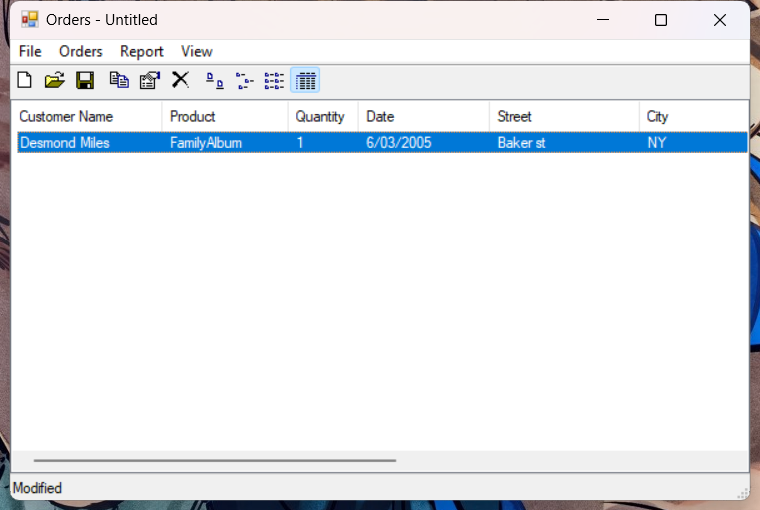 Orders - Untitled
File Orders Report View
Customer Name Product Quantity Date Street City
Desmond Miles FamilyAlbum 1 6/03/2005 Baker st NY
Modified